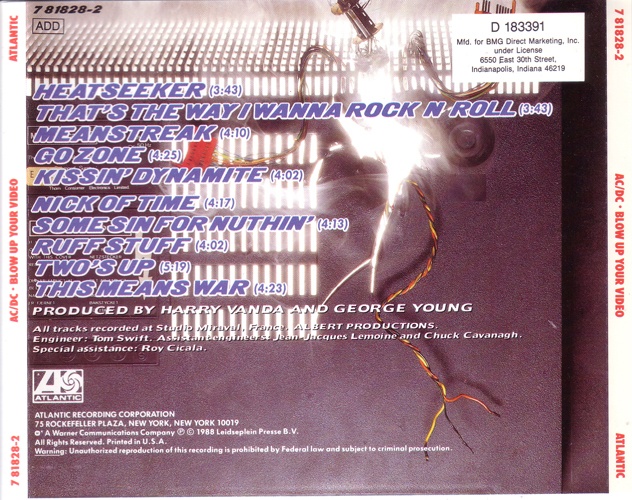 7 81828-2
ADD
D 183391
Mfd. for BMG Direct Marketing, Inc.
under License
6550 East 30th Street,
Indianapolis, Indiana 46219
HEATSEEKER (3:43)
THAT'S THE WAY I WANNA ROCK N ROLL (3:43)
MEANSTREAK (4:10)
GO ZONE (4:25)
KISSIN' DYNAMITE (4:02)
Thorn Consumer Electronics Limited
NICK OF TIME (4:17)
SOME SIN FOR NUTHIN' (4:13)
RUFF STUFF (4:02)
TWO'S UP (5:19)
THIS MEANS WAR (4:23)
PRODUCED BY HARRY VANDA AND GEORGE YOUNG
All tracks recorded at Studio Miraval, France. ALBERT PRODUCTIONS.
Engineer: Tom Swift. Assistant engineers: Jean-Jacques Lemoine and Chuck Cavanagh.
Special assistance: Roy Cicala.
ATLANTIC
ATLANTIC RECORDING CORPORATION
75 ROCKEFELLER PLAZA, NEW YORK, NEW YORK 10019
A Warner Communications Company ℗ © 1988 Leidseplein Presse B.V.
All Rights Reserved. Printed in U.S.A.
Warning: Unauthorized reproduction of this recording is prohibited by Federal law and subject to criminal prosecution.
7 81828-2 AC/DC · BLOW UP YOUR VIDEO ATLANTIC
7 81828-2 AC/DC · BLOW UP YOUR VIDEO ATLANTIC